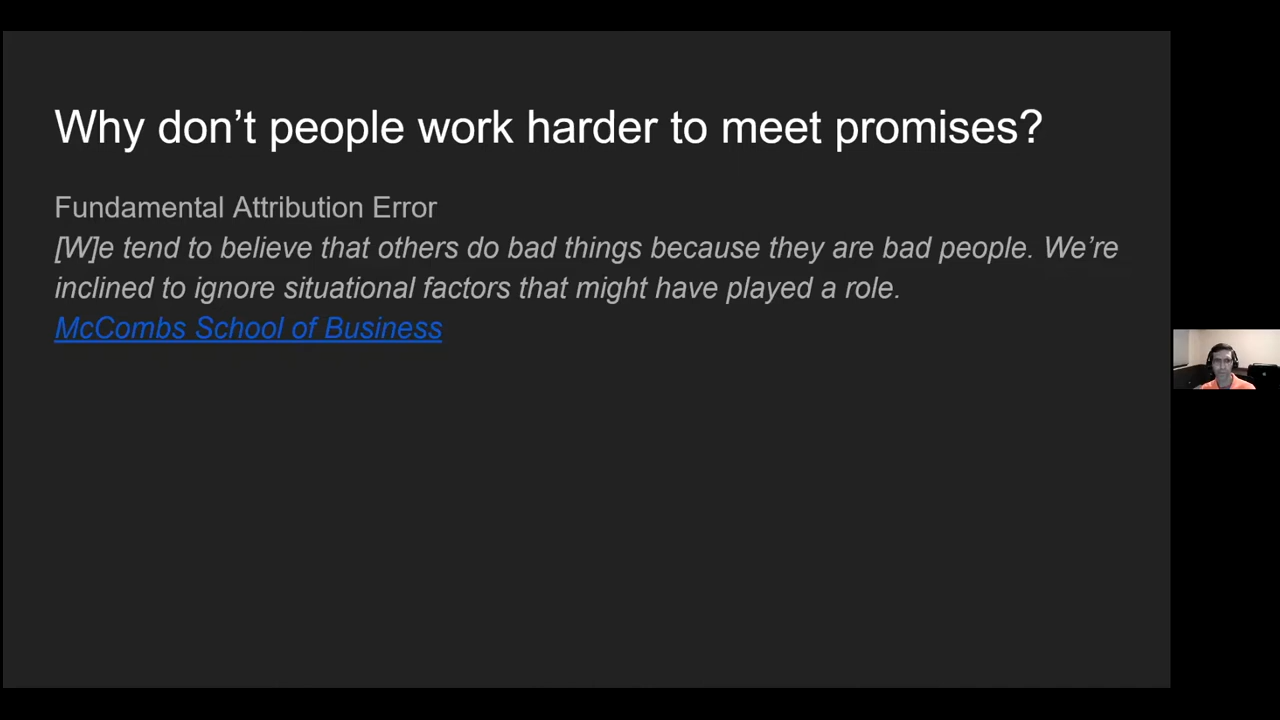 Why don’t people work harder to meet promises?
Fundamental Attribution Error
[W]e tend to believe that others do bad things because they are bad people. We’re
inclined to ignore situational factors that might have played a role.
McCombs School of Business